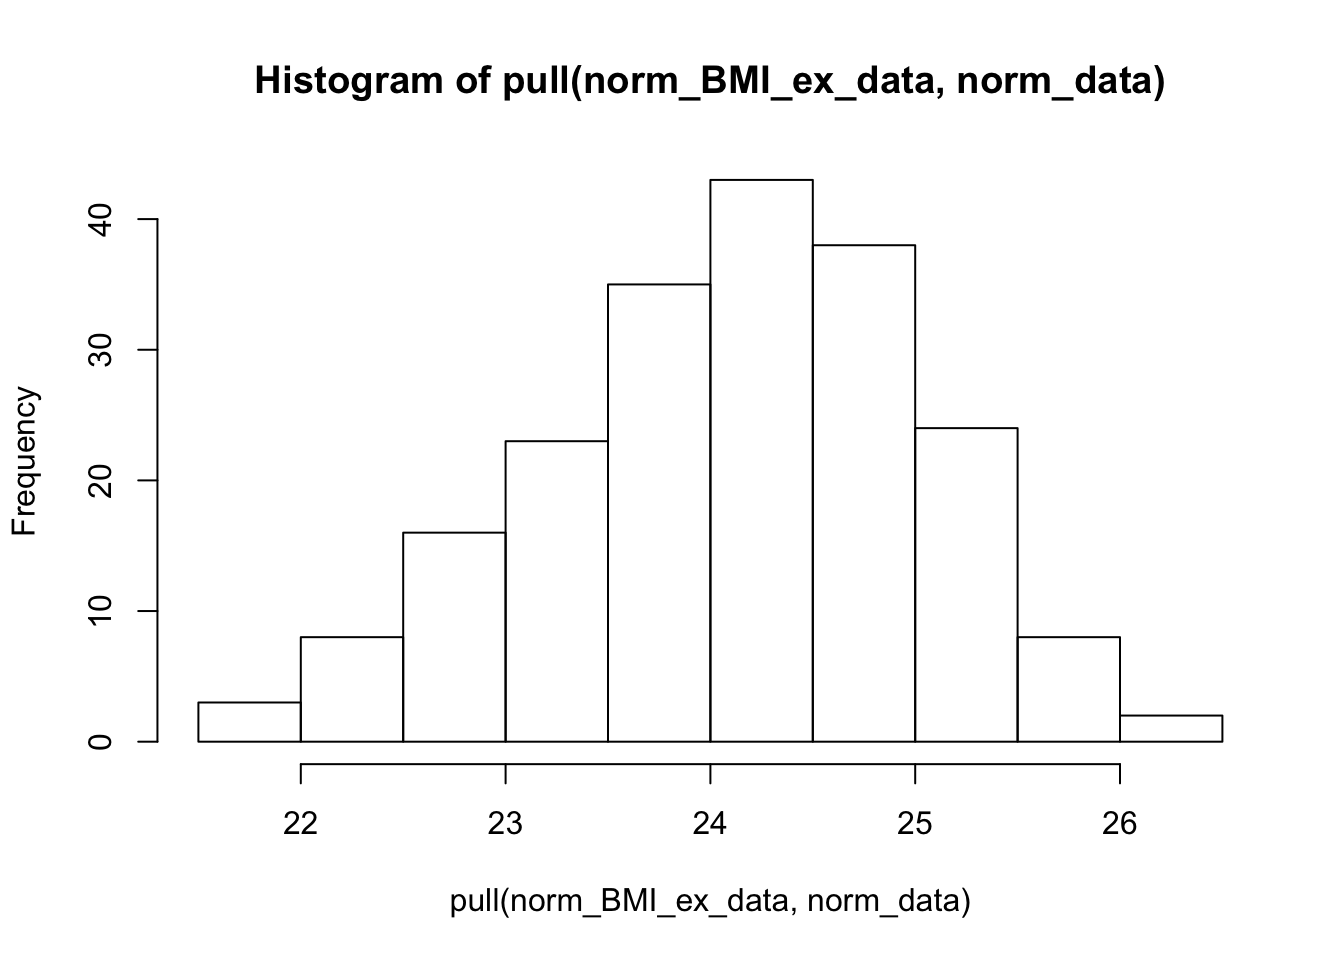 Histogram of pull(norm_BMI_ex_data, norm_data)
Frequency
40
30
20
10
0
22 23 24 25 26
pull(norm_BMI_ex_data, norm_data)